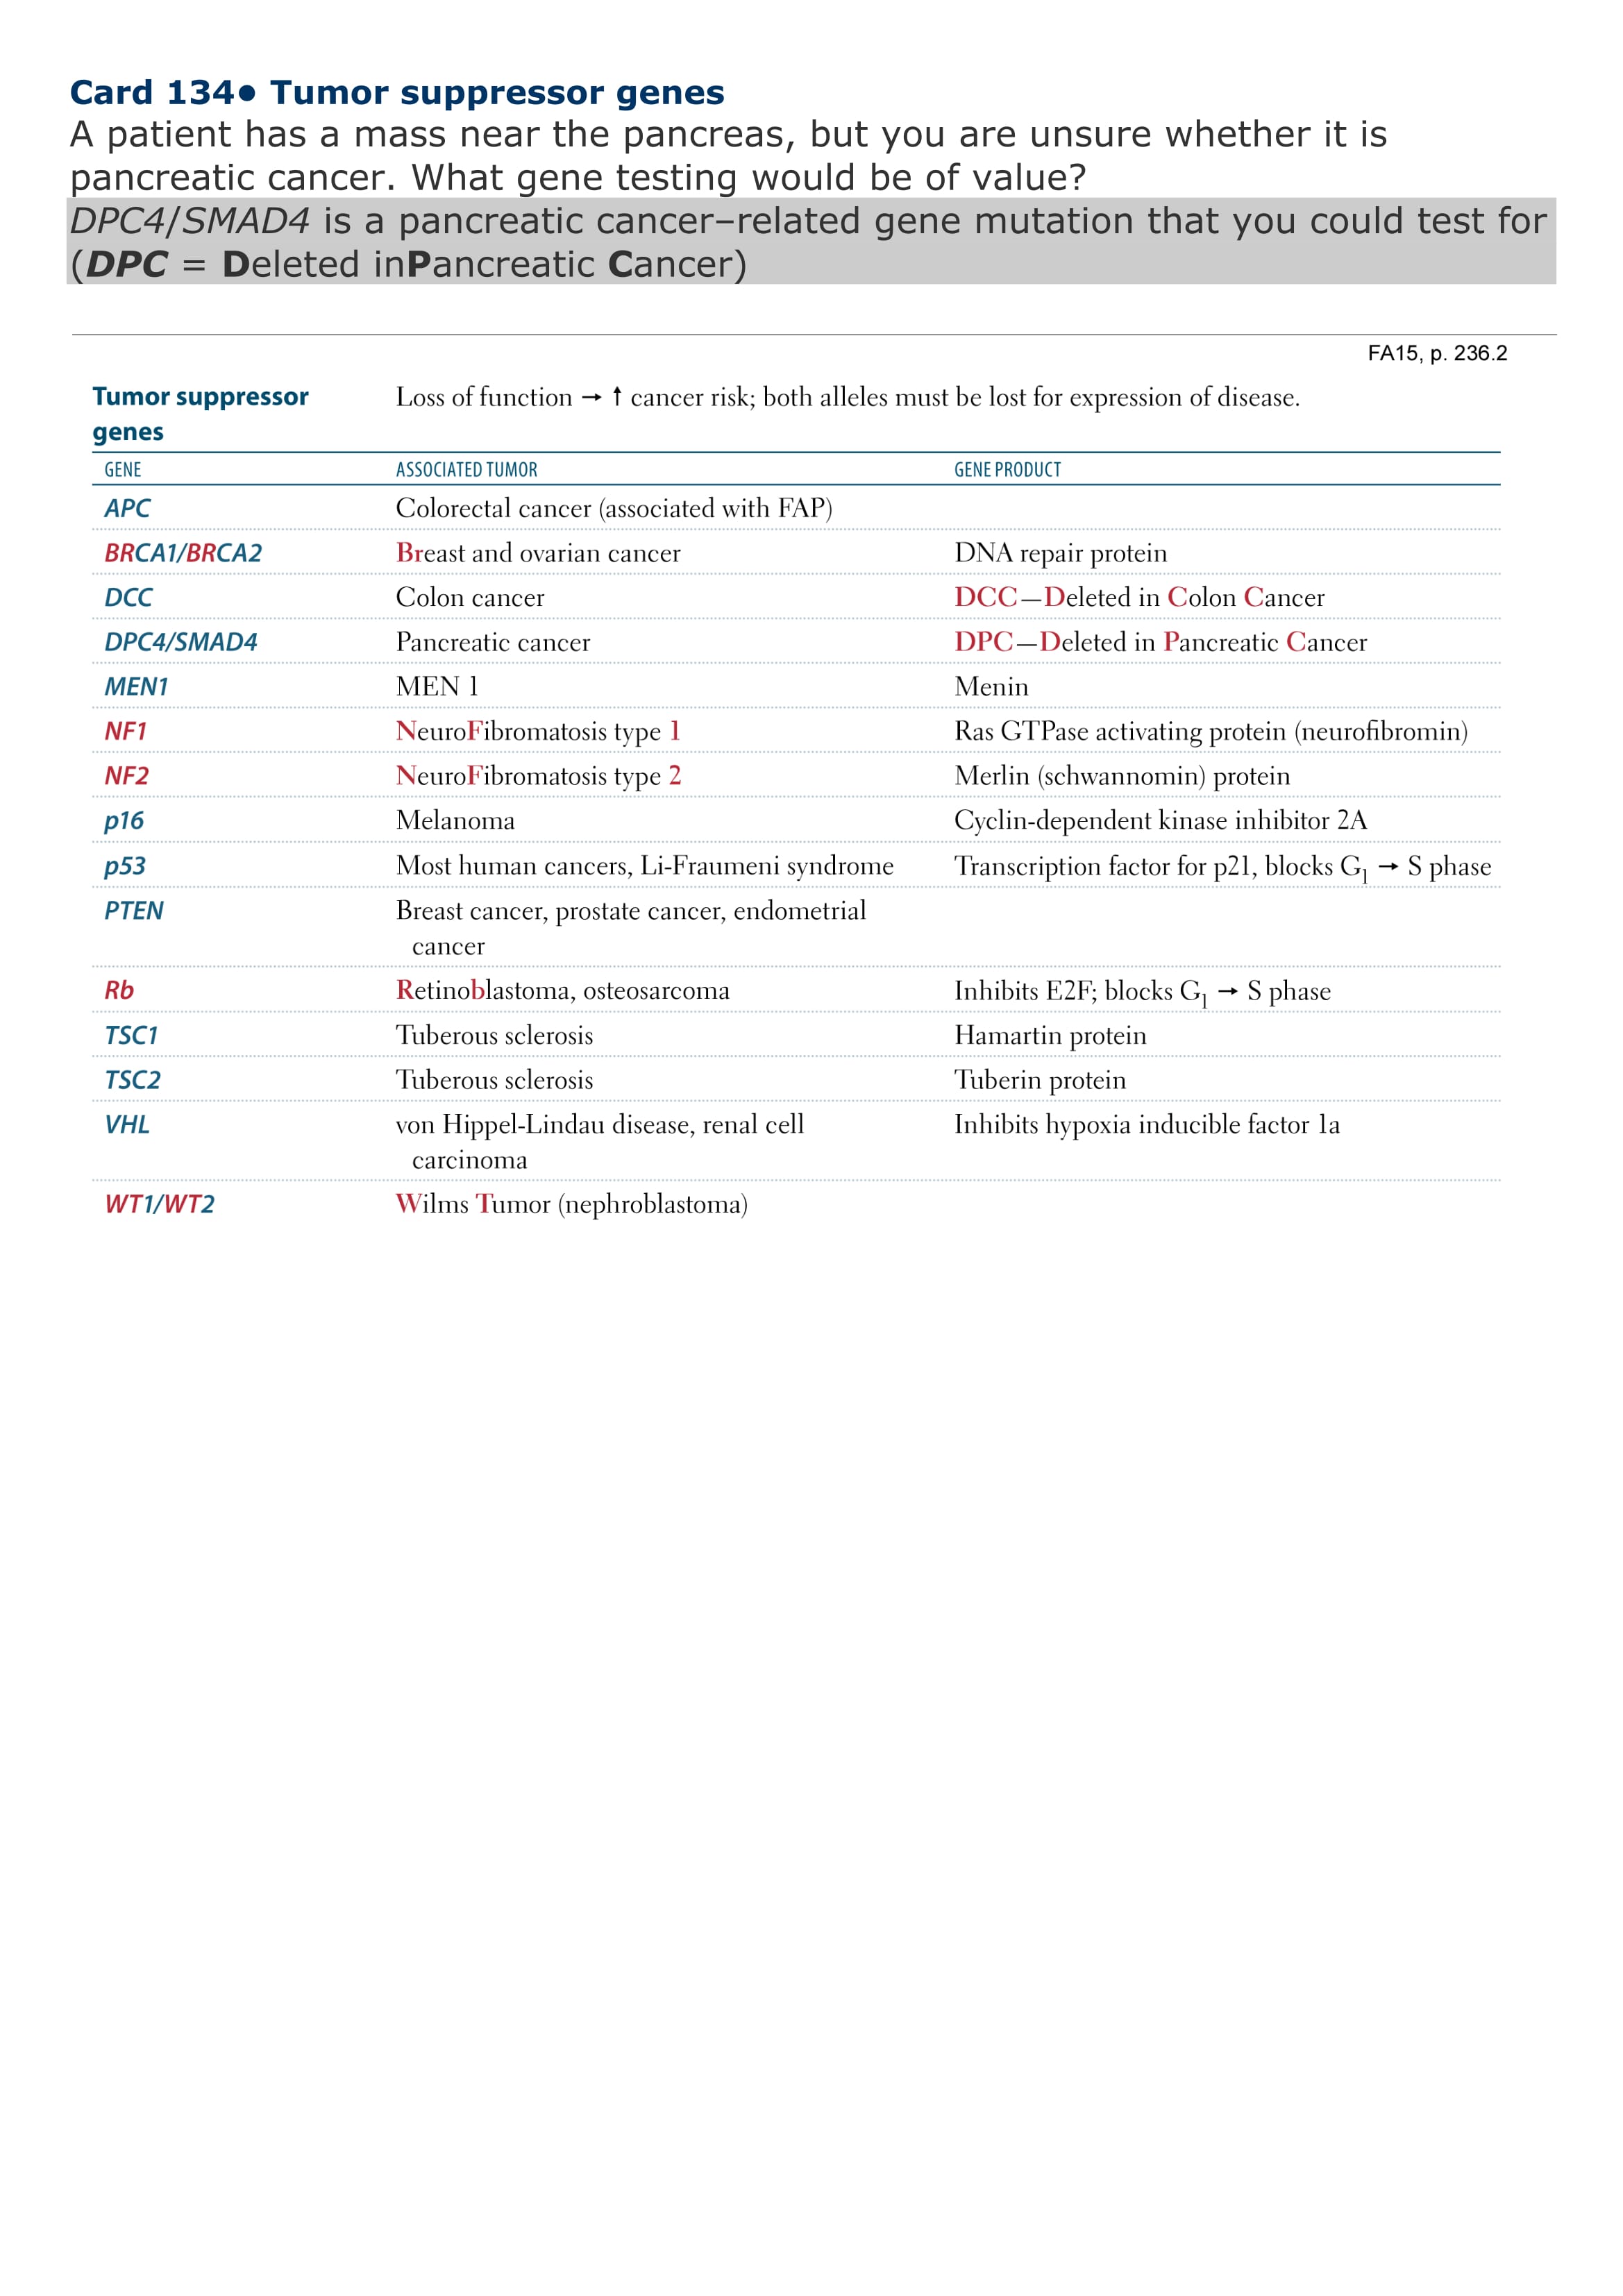 Card 134• Tumor suppressor genes
A patient has a mass near the pancreas, but you are unsure whether it is
pancreatic cancer. What gene testing would be of value?
DPC4/SMAD4 is a pancreatic cancer–related gene mutation that you could test for
(DPC = Deleted inPancreatic Cancer)
FA15, p. 236.2
Tumor suppressor genes
Loss of function → ↑ cancer risk; both alleles must be lost for expression of disease.
GENE ASSOCIATED TUMOR GENE PRODUCT
APC Colorectal cancer (associated with FAP)
BRCA1/BRCA2 Breast and ovarian cancer DNA repair protein
DCC Colon cancer DCC—Deleted in Colon Cancer
DPC4/SMAD4 Pancreatic cancer DPC—Deleted in Pancreatic Cancer
MEN1 MEN 1 Menin
NF1 NeuroFibromatosis type 1 Ras GTPase activating protein (neurofibromin)
NF2 NeuroFibromatosis type 2 Merlin (schwannomin) protein
p16 Melanoma Cyclin-dependent kinase inhibitor 2A
p53 Most human cancers, Li-Fraumeni syndrome Transcription factor for p21, blocks G1 → S phase
PTEN Breast cancer, prostate cancer, endometrial
cancer
Rb Retinoblastoma, osteosarcoma Inhibits E2F; blocks G1 → S phase
TSC1 Tuberous sclerosis Hamartin protein
TSC2 Tuberous sclerosis Tuberin protein
VHL von Hippel-Lindau disease, renal cell Inhibits hypoxia inducible factor 1a
carcinoma
WT1/WT2 Wilms Tumor (nephroblastoma)